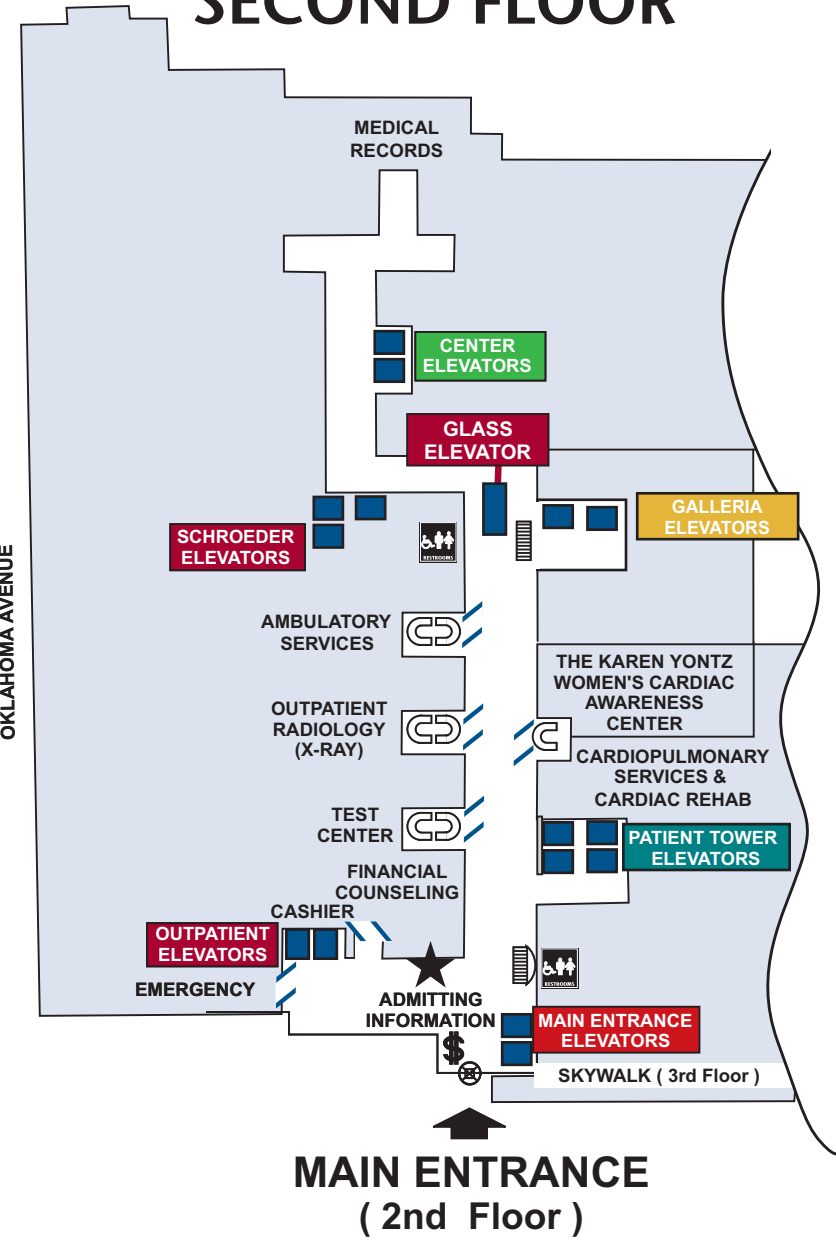 SECOND FLOOR
MEDICAL
RECORDS
CENTER
ELEVATORS
GLASS
ELEVATOR
GALLERIA
ELEVATORS
SCHROEDER
ELEVATORS
RESTROOMS
OKLAHOMA AVENUE
AMBULATORY
SERVICES
THE KAREN YONTZ
WOMEN'S CARDIAC
AWARENESS
CENTER
OUTPATIENT
RADIOLOGY
(X-RAY)
CARDIOPULMONARY
SERVICES &
CARDIAC REHAB
TEST
CENTER
PATIENT TOWER
ELEVATORS
FINANCIAL
COUNSELING
CASHIER
OUTPATIENT
ELEVATORS
EMERGENCY
RESTROOMS
ADMITTING
INFORMATION
$
MAIN ENTRANCE
ELEVATORS
SKYWALK ( 3rd Floor )
MAIN ENTRANCE
( 2nd Floor )